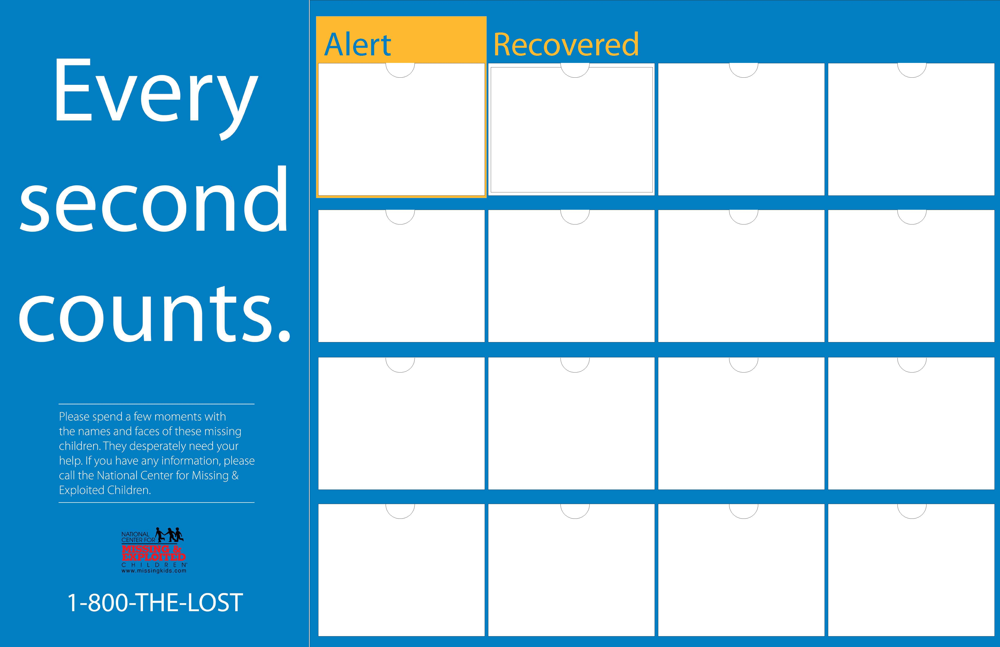 Every
second
counts.
Please spend a few moments with
the names and faces of these missing
children. They desperately need your
help. If you have any information, please
call the National Center for Missing &
Exploited Children.
NATIONAL
CENTER FOR
MISSING &
EXPLOITED
CHILDREN®
www.missingkids.com
1-800-THE-LOST
Alert
Recovered